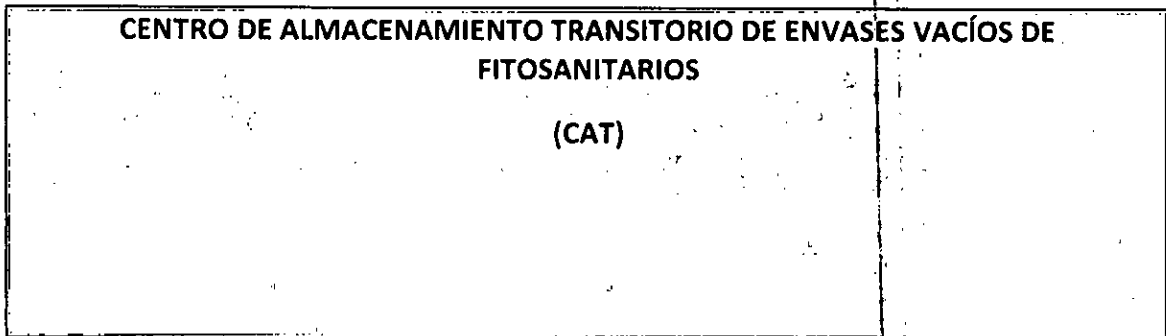 CENTRO DE ALMACENAMIENTO TRANSITORIO DE ENVASES VACÍOS DE
FITOSANITARIOS
(CAT)